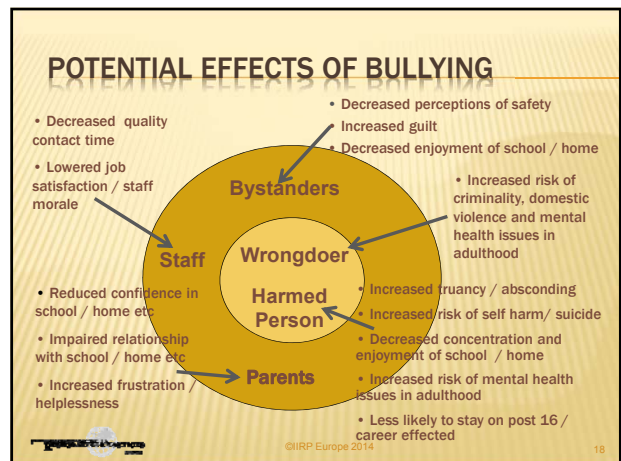 POTENTIAL EFFECTS OF BULLYING
• Decreased quality
contact time
• Lowered job
satisfaction / staff
morale
• Decreased perceptions of safety
• Increased guilt
• Decreased enjoyment of school / home
Bystanders
• Increased risk of
criminality, domestic
violence and mental
health issues in
adulthood
Staff
Wrongdoer
Harmed
Person
• Reduced confidence in
school / home etc
• Impaired relationship
with school / home etc
• Increased frustration /
helplessness
Parents
• Increased truancy / absconding
• Increased risk of self harm/ suicide
• Decreased concentration and
enjoyment of school / home
• Increased risk of mental health
issues in adulthood
• Less likely to stay on post 16 /
career effected
©IIRP Europe 2014
18